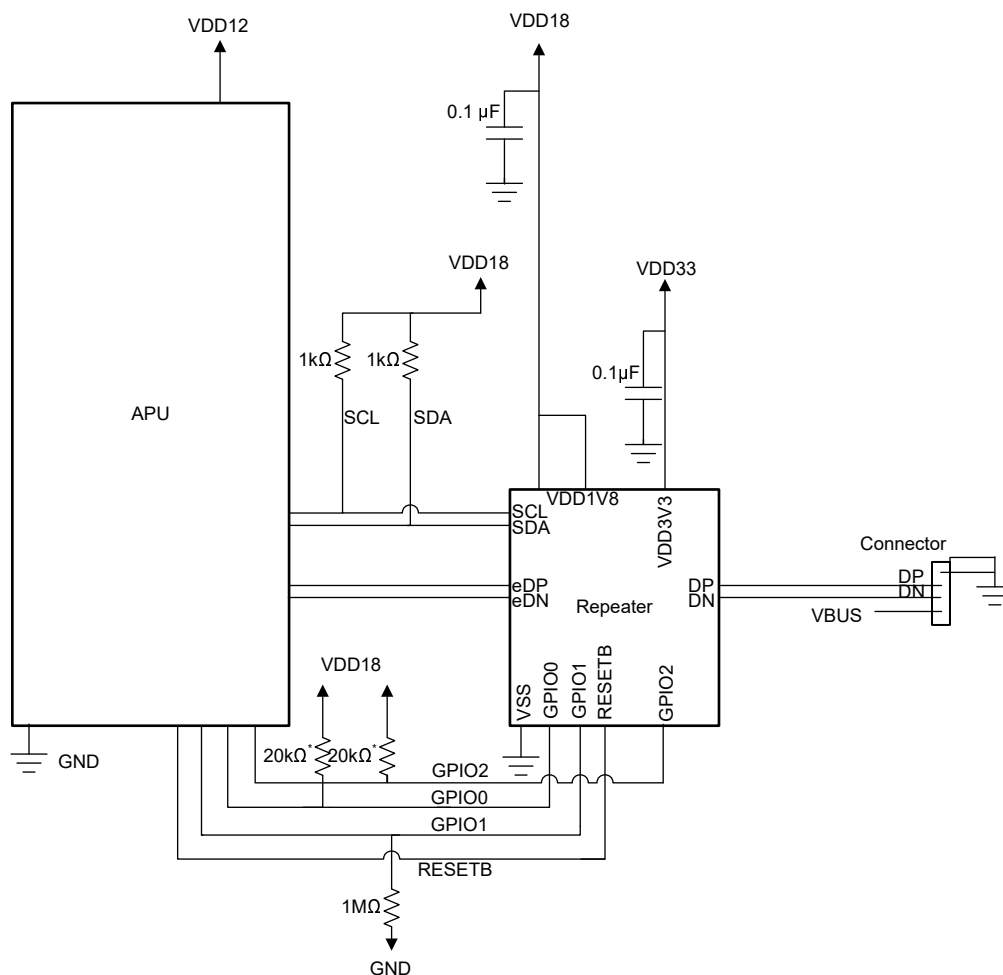 VDD12
VDD18
0.1 µF
VDD18
VDD33
1kΩ
1kΩ
0.1µF
APU
SCL
SDA
VDD1V8
VDD3V3
SCL
SDA
Connector
eDP
eDN
DP
DN
DP
DN
Repeater
VBUS
VDD18
VSS
GPIO0
GPIO1
RESETB
GPIO2
GND
20kΩ*
20kΩ*
GPIO2
GPIO0
GPIO1
RESETB
1MΩ
GND